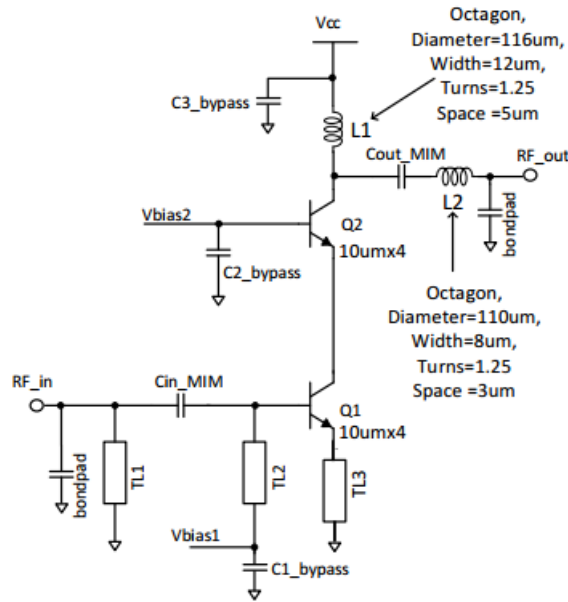 Vcc
Octagon,
Diameter=116um,
Width=12um,
Turns=1.25
Space =5um
C3_bypass
L1
Cout_MIM
RF_out
L2
bondpad
Vbias2
Q2
10umx4
C2_bypass
Octagon,
Diameter=110um,
Width=8um,
Turns=1.25
Space =3um
RF_in
Cin_MIM
Q1
10umx4
bondpad
TL1
TL2
TL3
Vbias1
C1_bypass